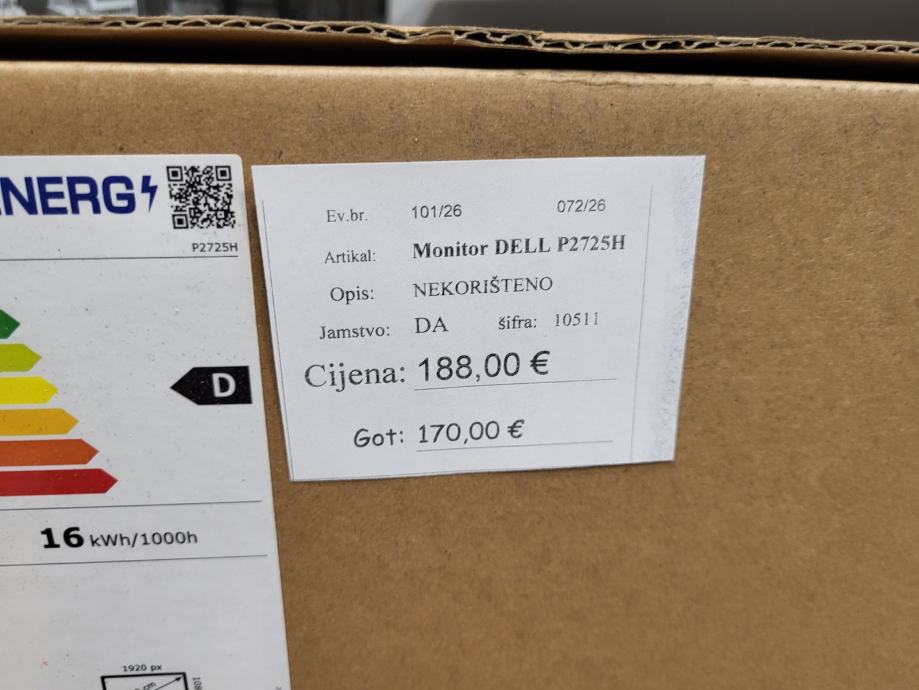 NERG
P2725H
D
16 kWh/1000h
1920 px
Ev.br. 101/26 072/26
Artikal: Monitor DELL P2725H
Opis: NEKORIŠTENO
Jamstvo: DA šifra: 10511
Cijena: 188,00 €
Got: 170,00 €